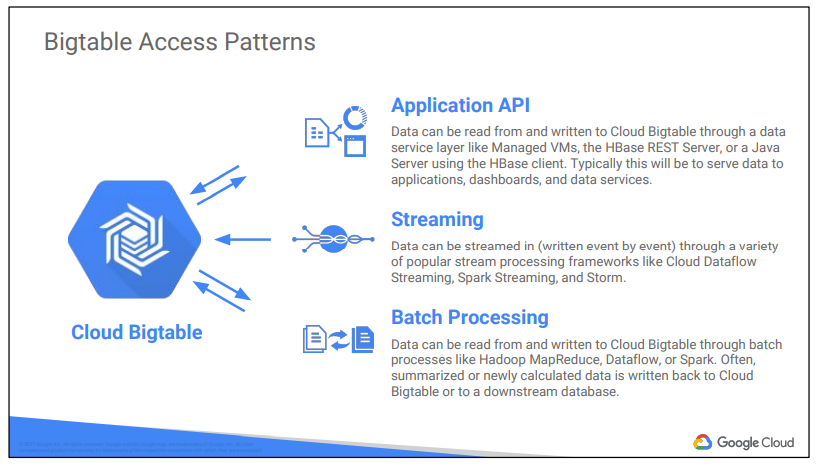 Bigtable Access Patterns
Application API
Data can be read from and written to Cloud Bigtable through a data
service layer like Managed VMs, the HBase REST Server, or a Java
Server using the HBase client. Typically this will be to serve data to
applications, dashboards, and data services.
Streaming
Data can be streamed in (written event by event) through a variety
of popular stream processing frameworks like Cloud Dataflow
Streaming, Spark Streaming, and Storm.
Batch Processing
Data can be read from and written to Cloud Bigtable through batch
processes like Hadoop MapReduce, Dataflow, or Spark. Often,
summarized or newly calculated data is written back to Cloud
Bigtable or to a downstream database.
Cloud Bigtable
Google Cloud